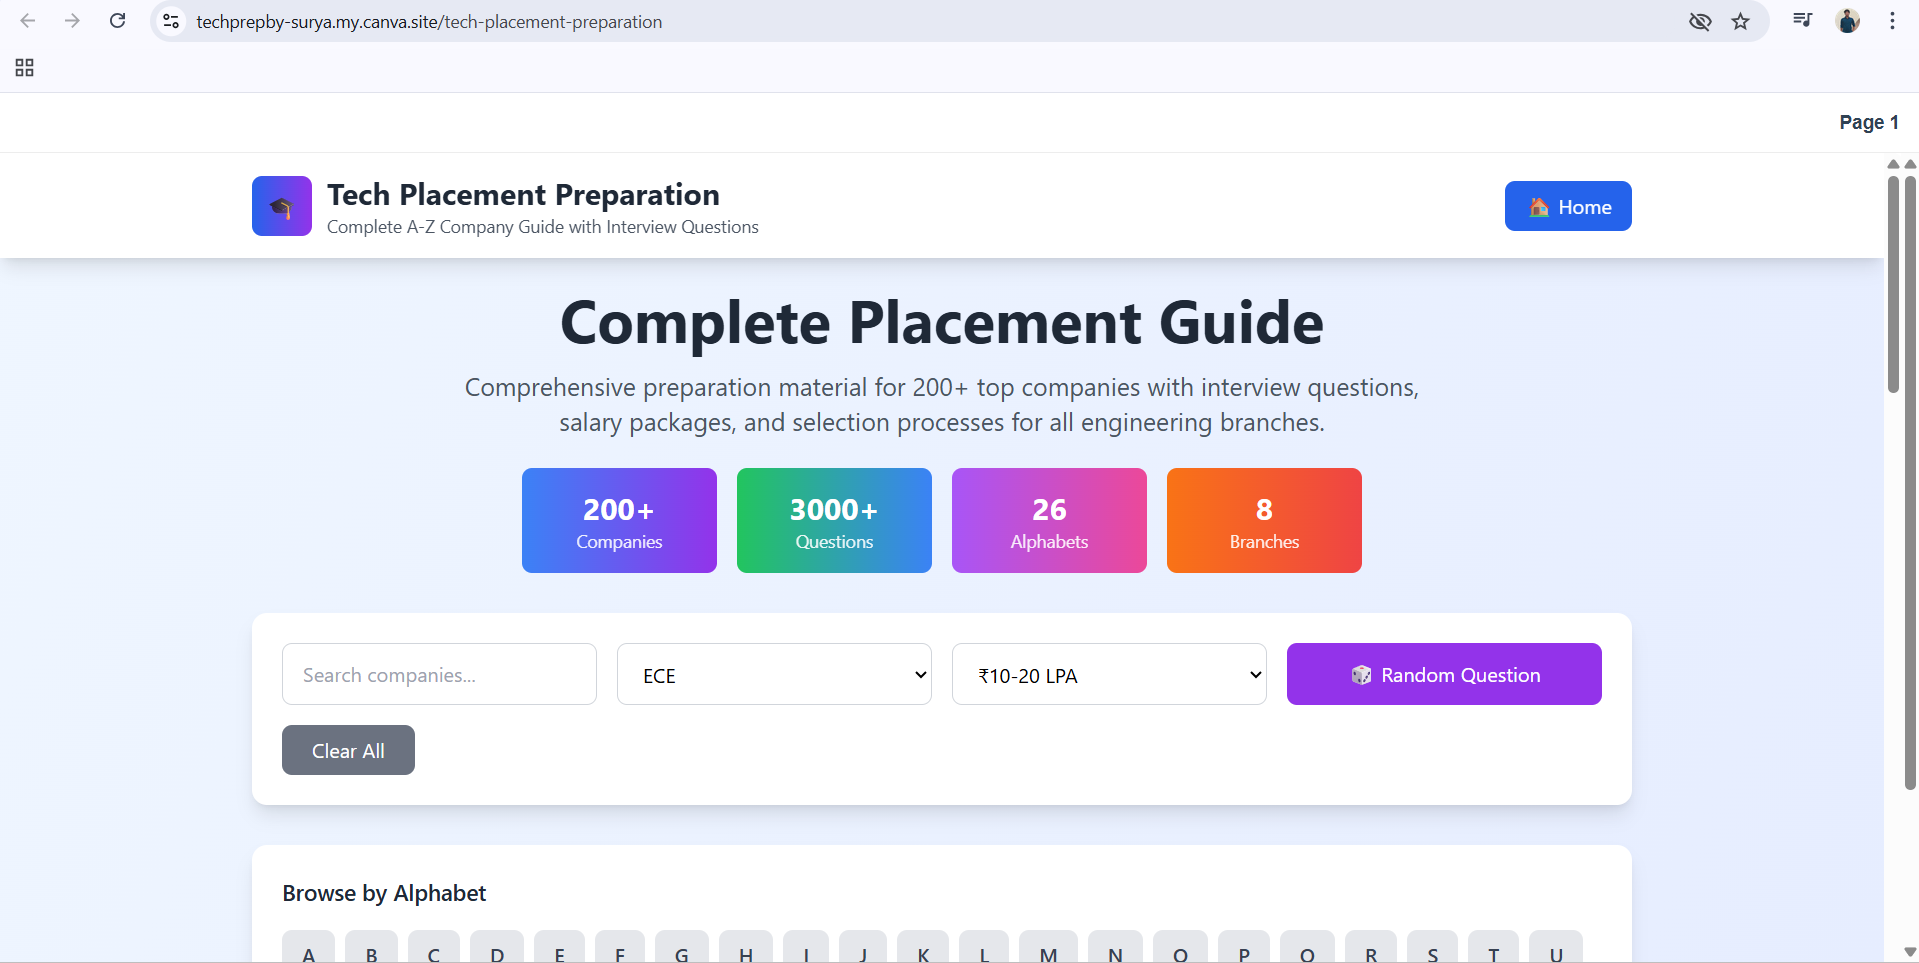 techprepby-surya.my.canva.site/tech-placement-preparation
Page 1
Tech Placement Preparation
Complete A-Z Company Guide with Interview Questions
Home
Complete Placement Guide
Comprehensive preparation material for 200+ top companies with interview questions,
salary packages, and selection processes for all engineering branches.
200+
Companies
3000+
Questions
26
Alphabets
8
Branches
Search companies...
ECE
₹10-20 LPA
Random Question
Clear All
Browse by Alphabet
A B C D E F G H I J K L M N O P Q R S T U